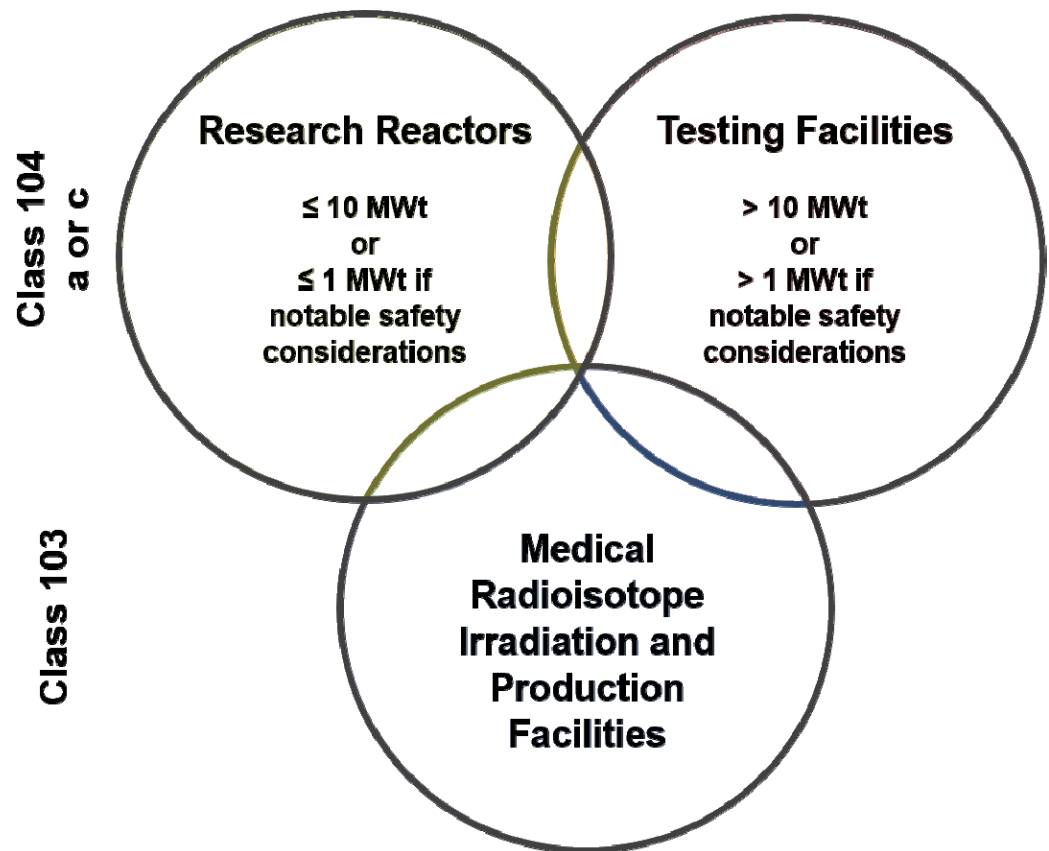 Class 104
a or c
Research Reactors
≤ 10 MWt
or
≤ 1 MWt if
notable safety
considerations
Testing Facilities
> 10 MWt
or
> 1 MWt if
notable safety
considerations
Class 103
Medical
Radioisotope
Irradiation and
Production
Facilities